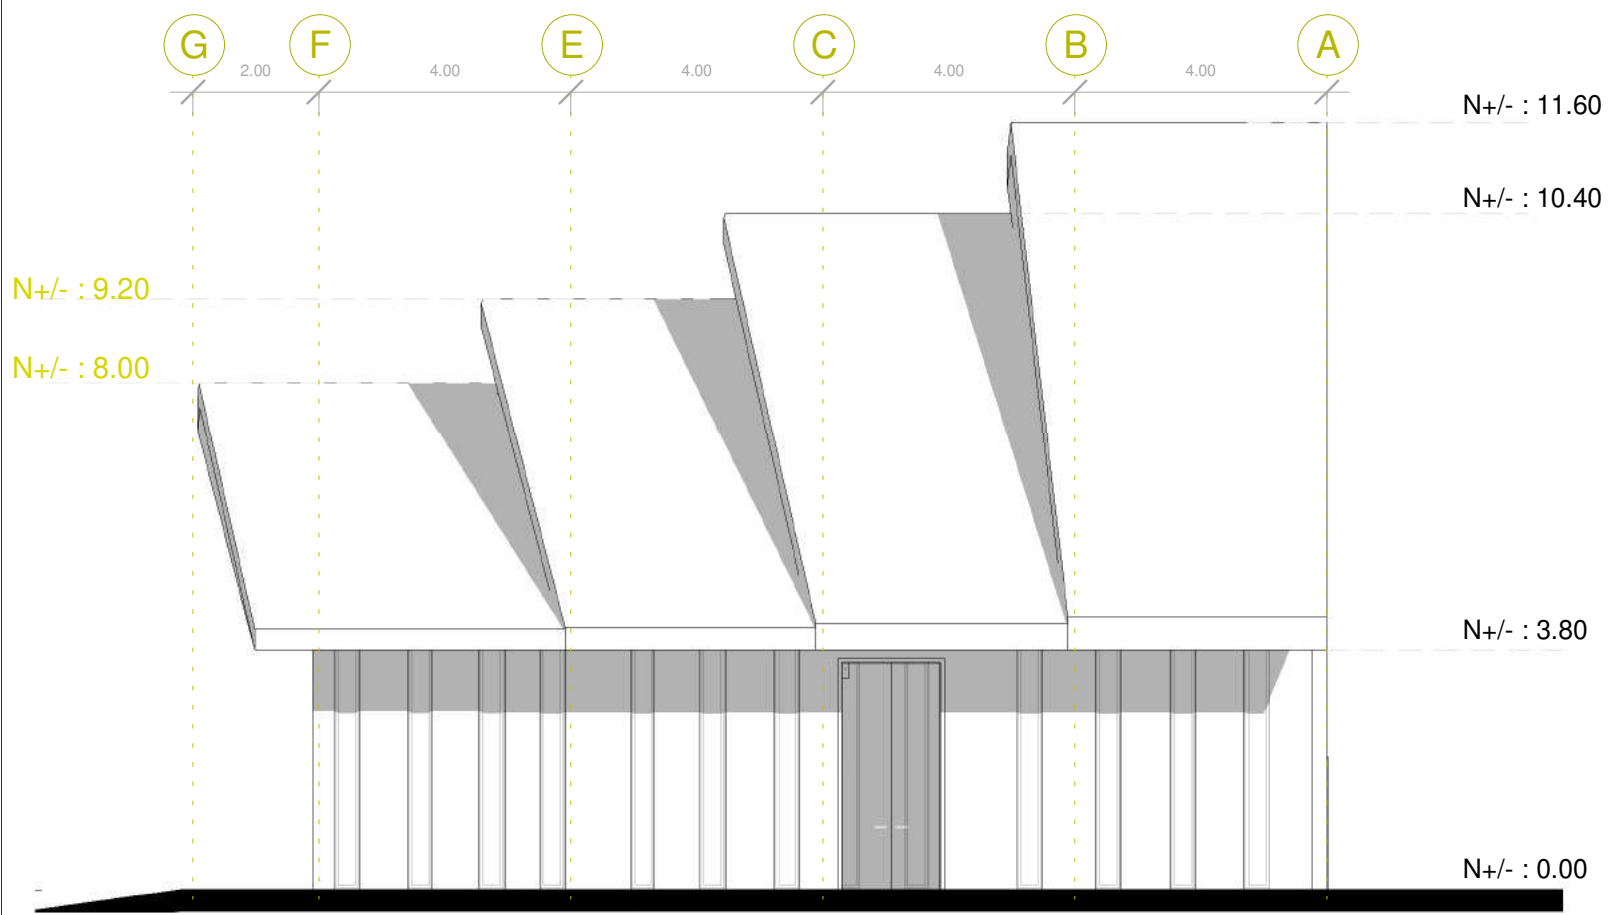 G F E C B A
2.00 4.00 4.00 4.00 4.00
N+/- : 11.60
N+/- : 10.40
N+/- : 9.20
N+/- : 8.00
N+/- : 3.80
N+/- : 0.00